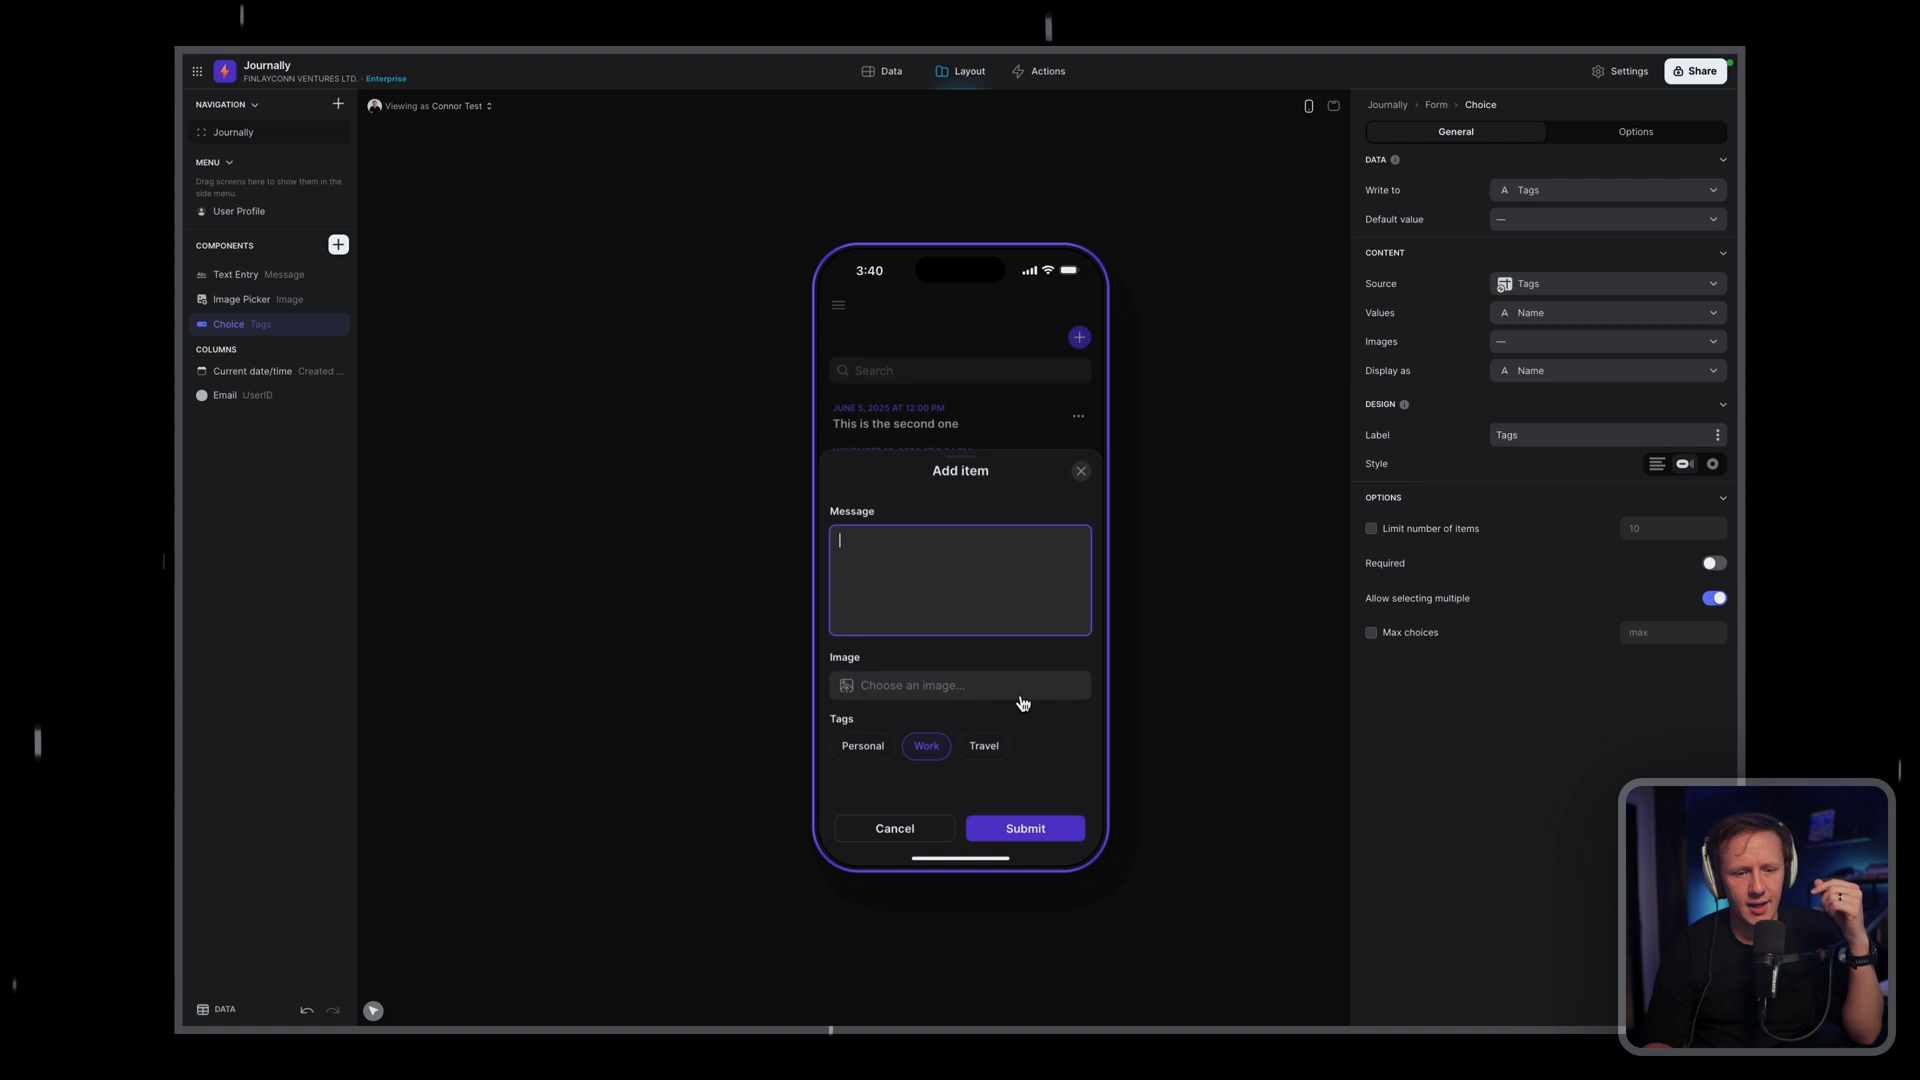 Journally
FINLAYCONN VENTURES LTD. · Enterprise
Data
Layout
Actions
Settings
Share
NAVIGATION
Journally
MENU
Drag screens here to show them in the
side menu.
User Profile
COMPONENTS
Text Entry Message
Image Picker Image
Choice Tags
COLUMNS
Current date/time Created ...
Email UserID
DATA
Viewing as Connor Test
3:40
Search
JUNE 5, 2025 AT 12:00 PM
This is the second one
Add item
Message
Image
Choose an image...
Tags
Personal
Work
Travel
Cancel
Submit
Journally > Form > Choice
General
Options
DATA
Write to
A Tags
Default value
—
CONTENT
Source
Tags
Values
A Name
Images
—
Display as
A Name
DESIGN
Label
Tags
Style
OPTIONS
Limit number of items
10
Required
Allow selecting multiple
Max choices
max